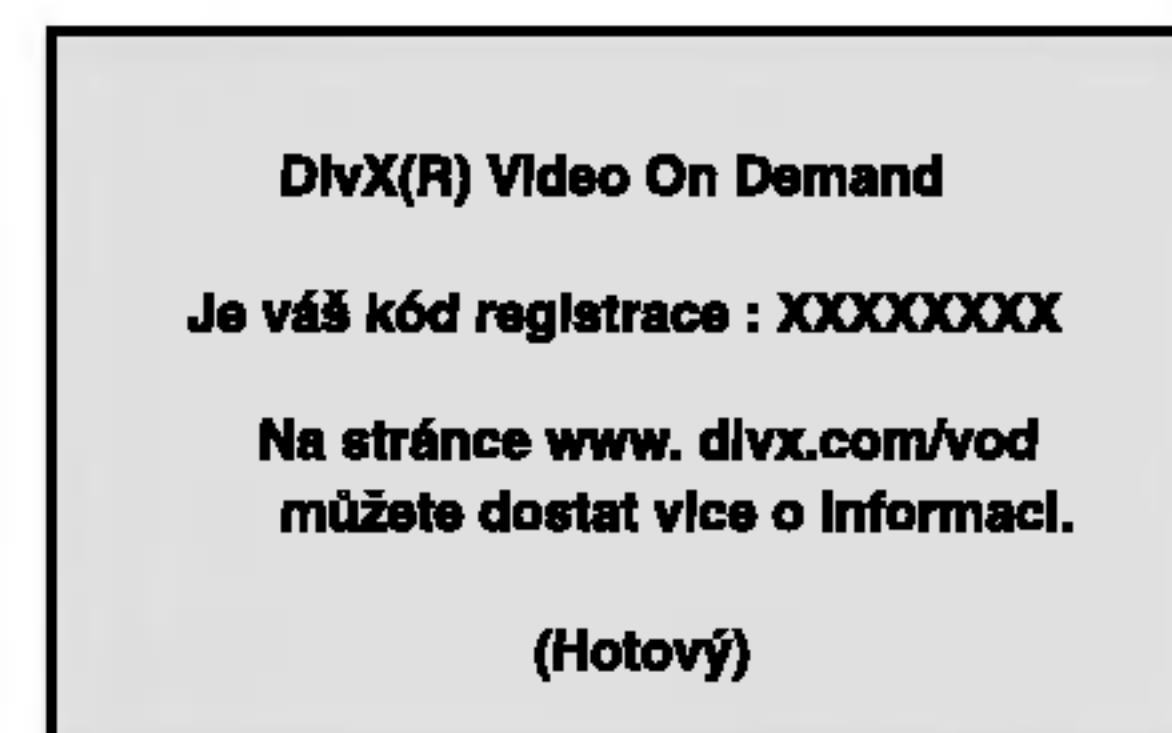 DivX(R) Video On Demand
Je váš kód registrace : XXXXXXXX
Na stránce www. divx.com/vod
můžete dostat vice o informaci.
(Hotový)